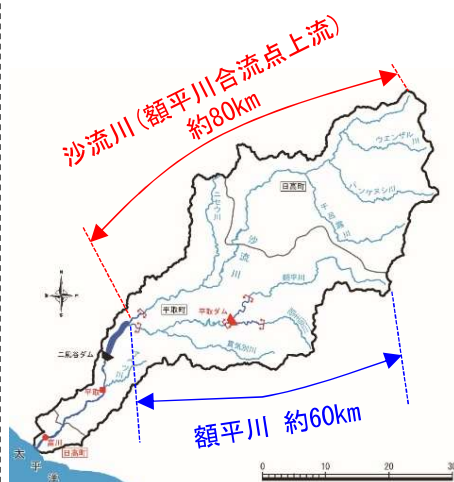 沙流川(額平川合流点上流)
約80km
ウエンザル川
パンケヌシ川
日高町
千呂露川
ニセウ川
沙流川
額平川
平取町
平取ダム
貫気別川
二風谷ダム
平取
額平川 約60km
富川
日高町
太平洋
0 10 20 30